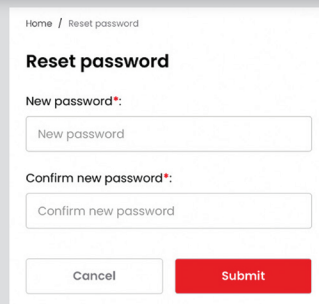 Home / Reset password
Reset password
New password*:
New password
Confirm new password*:
Confirm new password
Cancel Submit